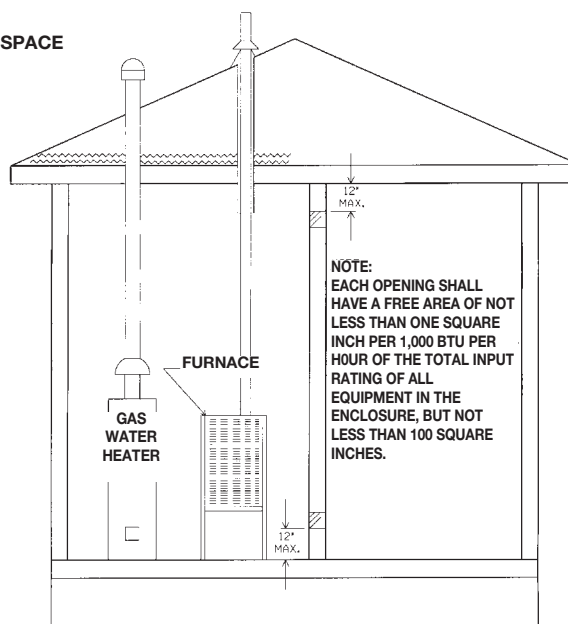 SPACE
12"
MAX.
NOTE:
EACH OPENING SHALL
HAVE A FREE AREA OF NOT
LESS THAN ONE SQUARE
INCH PER 1,000 BTU PER
H0UR OF THE TOTAL INPUT
RATING OF ALL
EQUIPMENT IN THE
ENCLOSURE, BUT NOT
LESS THAN 100 SQUARE
INCHES.
FURNACE
GAS
WATER
HEATER
12"
MAX.